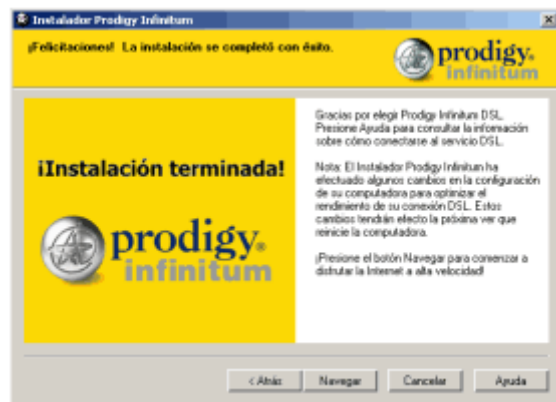 Instalador Prodigy Infinitum
¡Felicitaciones! La instalación se completó con éxito.
prodigy.
infinitum
¡Instalación terminada!
prodigy.
infinitum
Gracias por elegir Prodigy Infinitum DSL.
Presione Ayuda para consultar la información
sobre cómo conectarse al servicio DSL.
Nota: El Instalador Prodigy Infinitum ha
efectuado algunos cambios en la configuración
de su computadora para optimizar el
rendimiento de su conexión DSL. Estos
cambios tendrán efecto la próxima ver que
reinicie la computadora.
¡Presione el botón Navegar para comenzar a
disfrutar la Internet a alta velocidad!
< Atrás
Navegar
Cancelar
Ayuda